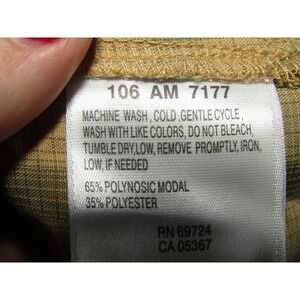 106 AM 7177
MACHINE WASH, COLD, GENTLE CYCLE,
WASH WITH LIKE COLORS, DO NOT BLEACH,
TUMBLE DRY, LOW, REMOVE PROMPTLY, IRON,
LOW, IF NEEDED
65% POLYNOSIC MODAL
35% POLYESTER
RN 69724
CA 05367